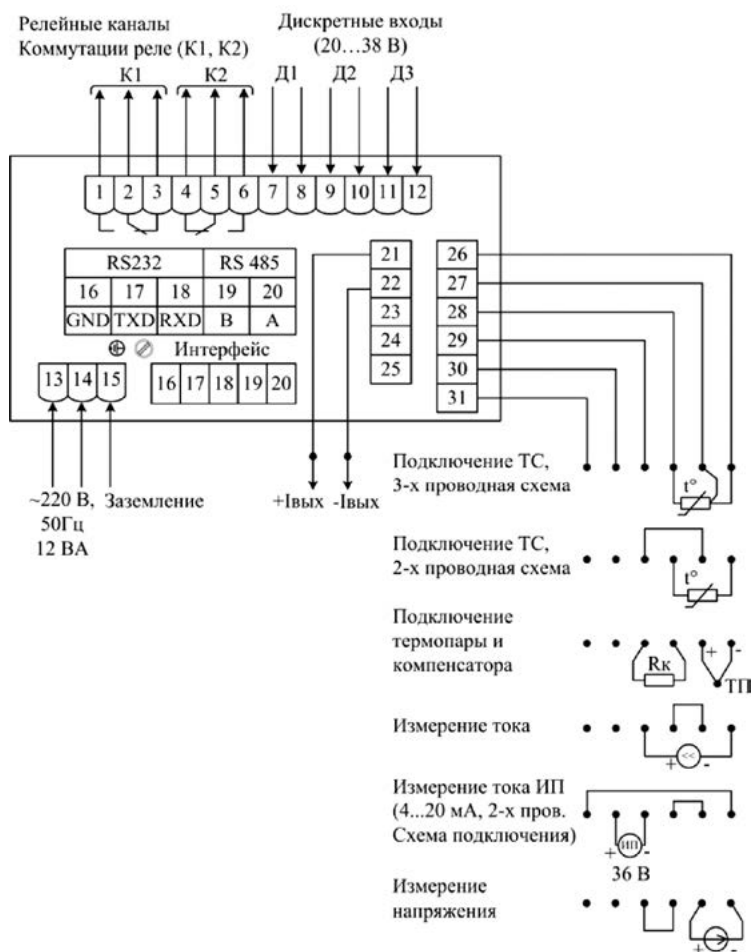 Релейные каналы
Коммутации реле (К1, К2)
К1 К2
Дискретные входы
(20...38 В)
Д1 Д2 Д3
1 2 3 4 5 6 7 8 9 10 11 12
RS232 RS 485
16 17 18 19 20
GND TXD RXD B A
Интерфейс
13 14 15
16 17 18 19 20
21
22
23
24
25
26
27
28
29
30
31
~220 В,
50Гц
12 ВА
Заземление
+Iвых -Iвых
Подключение ТС,
3-х проводная схема
t°
Подключение ТС,
2-х проводная схема
t°
Подключение
термопары и
компенсатора
Rк
+ -
ТП
Измерение тока
+ << -
Измерение тока ИП
(4...20 мА, 2-х пров.
Схема подключения)
+ ИП -
36 В
Измерение
напряжения
+ -